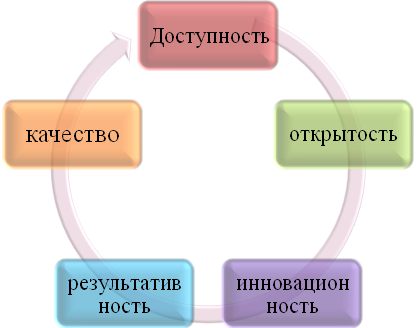 Доступность
открытость
инновацион
ность
результатив
ность
качество